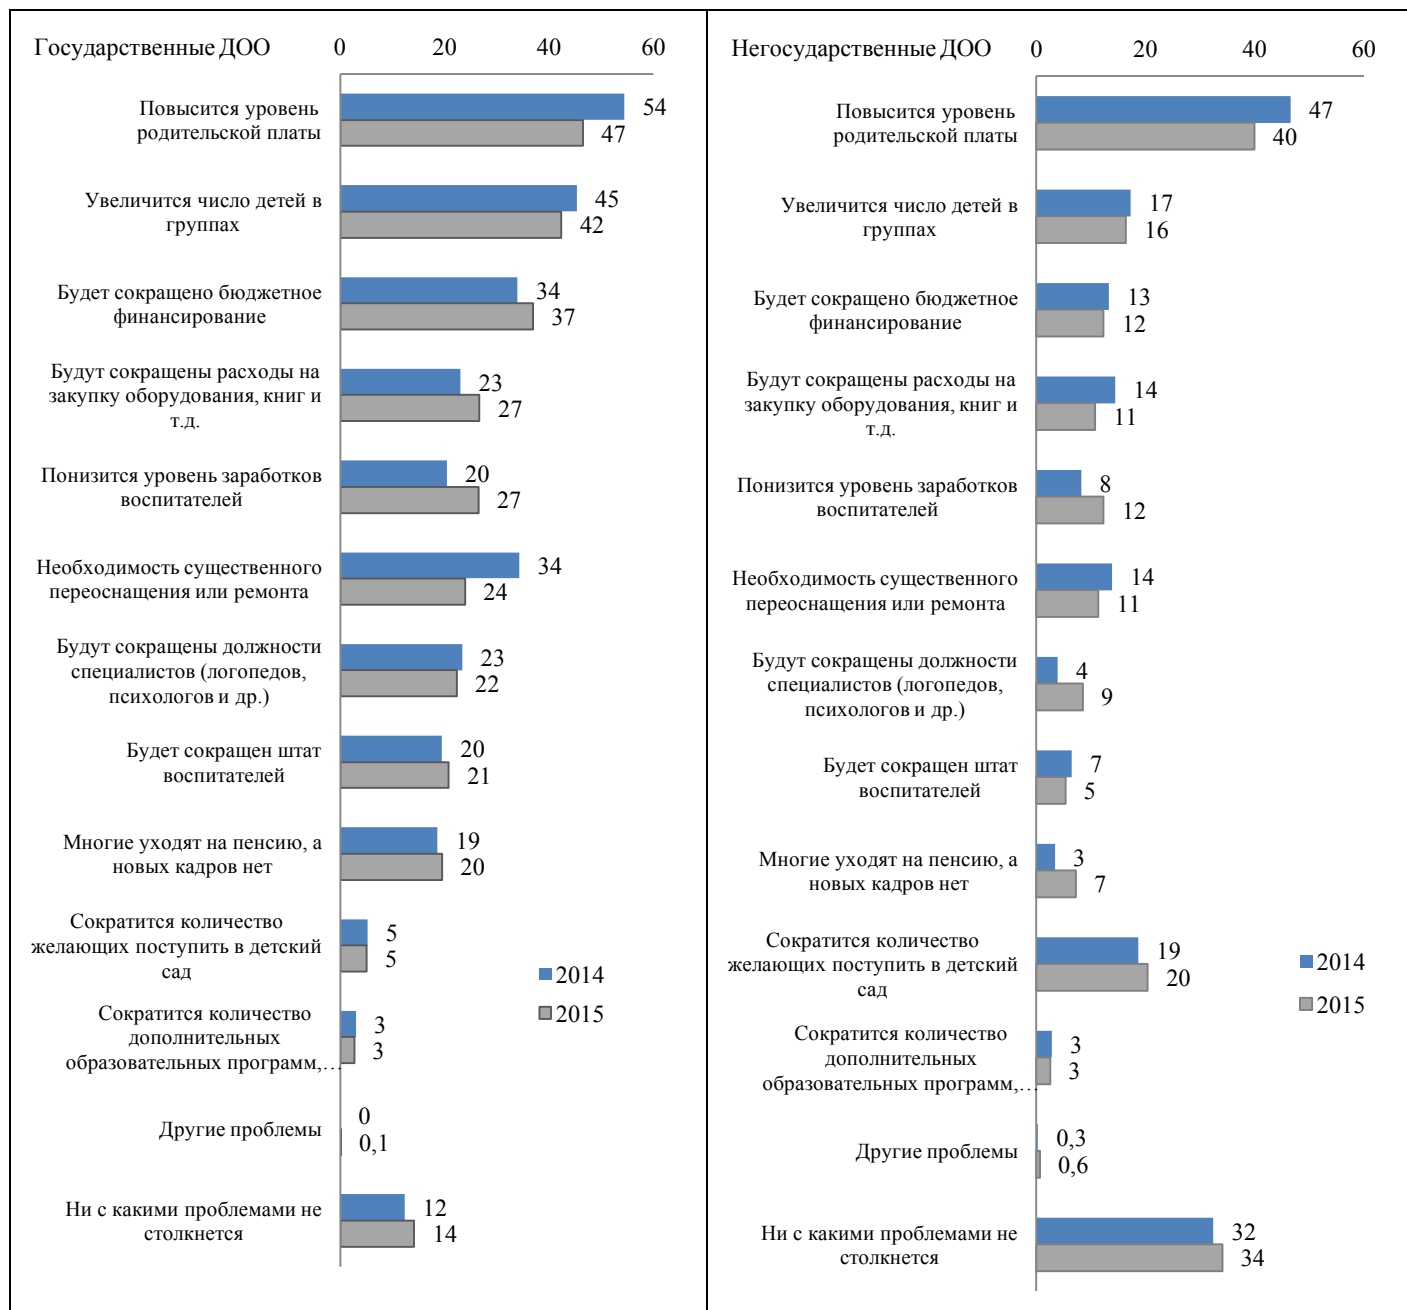 Государственные ДОО
0 20 40 60
Повысится уровень
родительской платы
54
47
Увеличится число детей в
группах
45
42
Будет сокращено бюджетное
финансирование
34
37
Будут сокращены расходы на
закупку оборудования, книг и
т.д.
23
27
Понизится уровень заработков
воспитателей
20
27
Необходимость существенного
переоснащения или ремонта
34
24
Будут сокращены должности
специалистов (логопедов,
психологов и др.)
23
22
Будет сокращен штат
воспитателей
20
21
Многие уходят на пенсию, а
новых кадров нет
19
20
Сократится количество
желающих поступить в детский
сад
5
5
Сократится количество
дополнительных
образовательных программ,…
3
3
Другие проблемы
0
0,1
Ни с какими проблемами не
столкнется
12
14
2014
2015
Негосударственные ДОО
0 20 40 60
Повысится уровень
родительской платы
47
40
Увеличится число детей в
группах
17
16
Будет сокращено бюджетное
финансирование
13
12
Будут сокращены расходы на
закупку оборудования, книг и
т.д.
14
11
Понизится уровень заработков
воспитателей
8
12
Необходимость существенного
переоснащения или ремонта
14
11
Будут сокращены должности
специалистов (логопедов,
психологов и др.)
4
9
Будет сокращен штат
воспитателей
7
5
Многие уходят на пенсию, а
новых кадров нет
3
7
Сократится количество
желающих поступить в детский
сад
19
20
Сократится количество
дополнительных
образовательных программ,…
3
3
Другие проблемы
0,3
0,6
Ни с какими проблемами не
столкнется
32
34
2014
2015